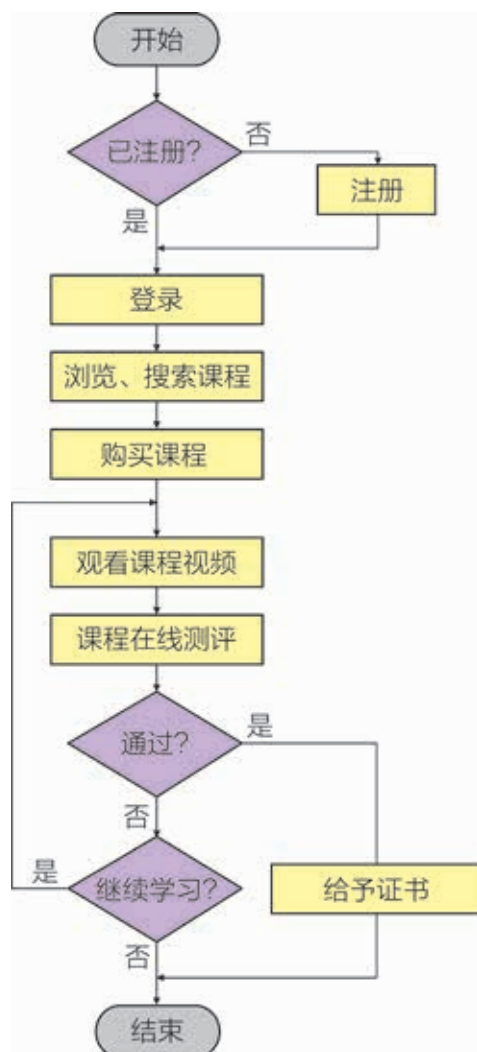 开始
已注册?
否
注册
是
登录
浏览、搜索课程
购买课程
观看课程视频
课程在线测评
通过?
是
否
继续学习?
是
给予证书
否
结束